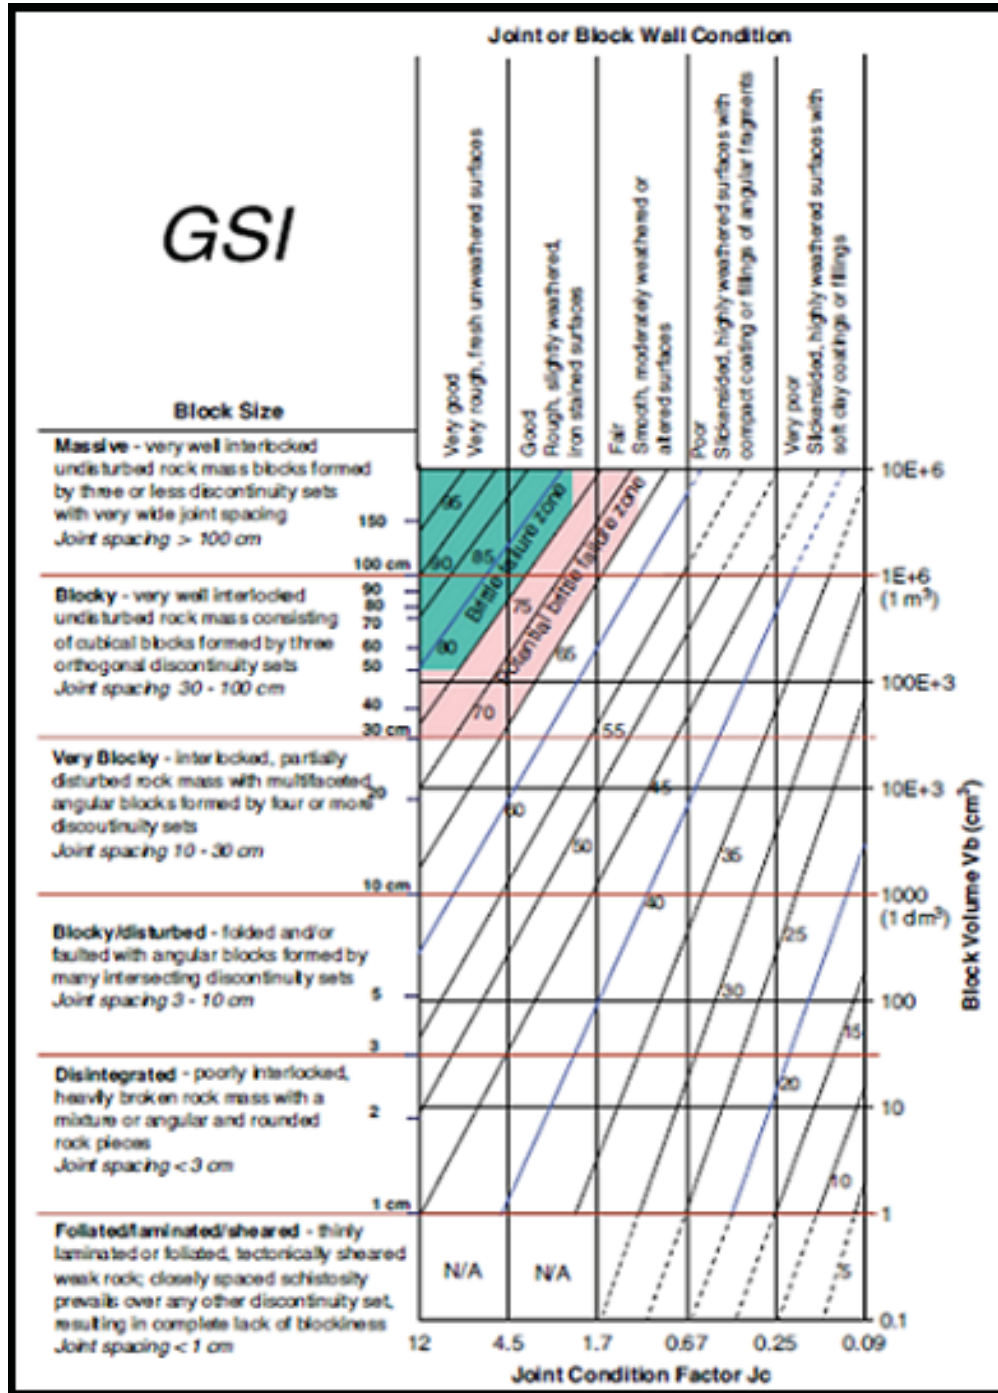 Joint or Block Wall Condition
GSI
Very good
Very rough, fresh unweathered surfaces
Good
Rough, slightly weathered,
iron stained surfaces
Fair
Smooth, moderately weathered or
altered surfaces
Poor
Slickensided, highly weathered surfaces with
compact coating or fillings of angular fragments
Very poor
Slickensided, highly weathered surfaces with
soft clay coatings or fillings
Block Size
Massive - very well interlocked
undisturbed rock mass blocks formed
by three or less discontinuity sets
with very wide joint spacing
Joint spacing > 100 cm
Blocky - very well interlocked
undisturbed rock mass consisting
of cubical blocks formed by three
orthogonal discontinuity sets
Joint spacing 30 - 100 cm
Very Blocky - interlocked, partially
disturbed rock mass with multifaceted
angular blocks formed by four or more
discoutinuity sets
Joint spacing 10 - 30 cm
Blocky/disturbed - folded and/or
faulted with angular blocks formed by
many intersecting discontinuity sets
Joint spacing 3 - 10 cm
Disintegrated - poorly interlocked,
heavily broken rock mass with a
mixture or angular and rounded
rock pieces
Joint spacing < 3 cm
Foliated/laminated/sheared - thinly
laminated or foliated, tectonically sheared
weak rock; closely spaced schistosity
prevails over any other discontinuity set,
resulting in complete lack of blockiness
Joint spacing < 1 cm
150
100 cm
90
80
70
60
50
40
30 cm
20
10 cm
5
3
2
1 cm
95
90
85
80
Brittle failure zone
75
Potential brittle failure zone
70
65
60
55
50
45
40
35
30
25
20
15
10
5
N/A
N/A
10E+6
1E+6
(1 m³)
100E+3
10E+3
1000
(1 dm³)
100
10
1
0.1
Block Volume Vb (cm³)
12
4.5
1.7
0.67
0.25
0.09
Joint Condition Factor Jc